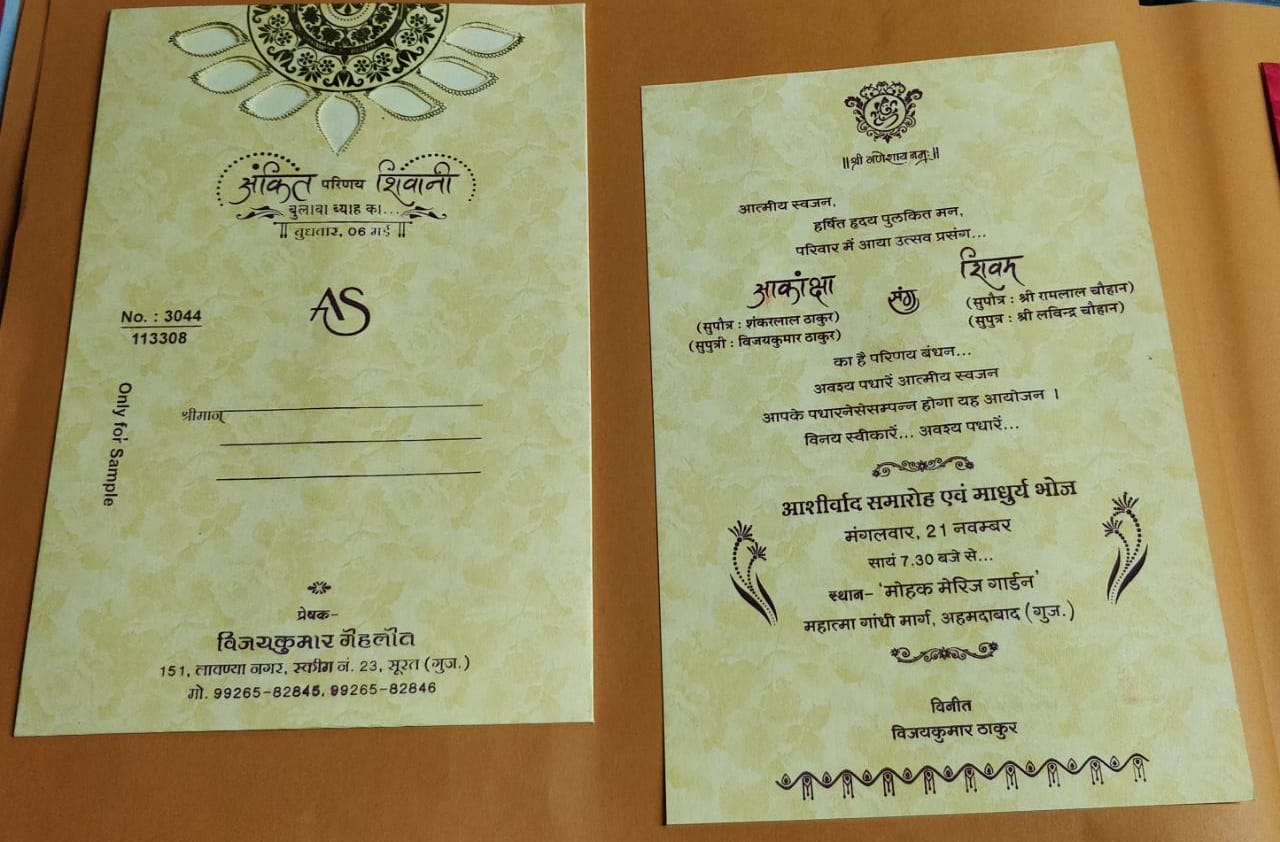 अंकित परिणय शिवानी
बुलावा ब्याह का...
बुधवार, 06 मई
AS
No. : 3044
113308
Only for Sample
श्रीमान्
प्रेषक-
विजयकुमार गेहलोत
151, लावण्या नगर, स्कीम नं. 23, सूरत (गुज.)
मो. 99265-82845, 99265-82846
||श्री गणेशाय नमः||
आत्मीय स्वजन,
हर्षित हृदय पुलकित मन,
परिवार में आया उत्सव प्रसंग...
आकांक्षा संग शिवम
(सुपौत्र : शंकरलाल ठाकुर) (सुपौत्र : श्री रामलाल चौहान)
(सुपुत्री : विजयकुमार ठाकुर) (सुपुत्र : श्री लविन्द्र चौहान)
का है परिणय बंधन...
अवश्य पधारें आत्मीय स्वजन
आपके पधारनेसेसम्पन्न होगा यह आयोजन ।
विनय स्वीकारें... अवश्य पधारें...
आशीर्वाद समारोह एवं माधुर्य भोज
मंगलवार, 21 नवम्बर
सायं 7.30 बजे से...
स्थान- 'मोहक मेरिज गार्डन'
महात्मा गांधी मार्ग, अहमदाबाद (गुज.)
विनीत
विजयकुमार ठाकुर